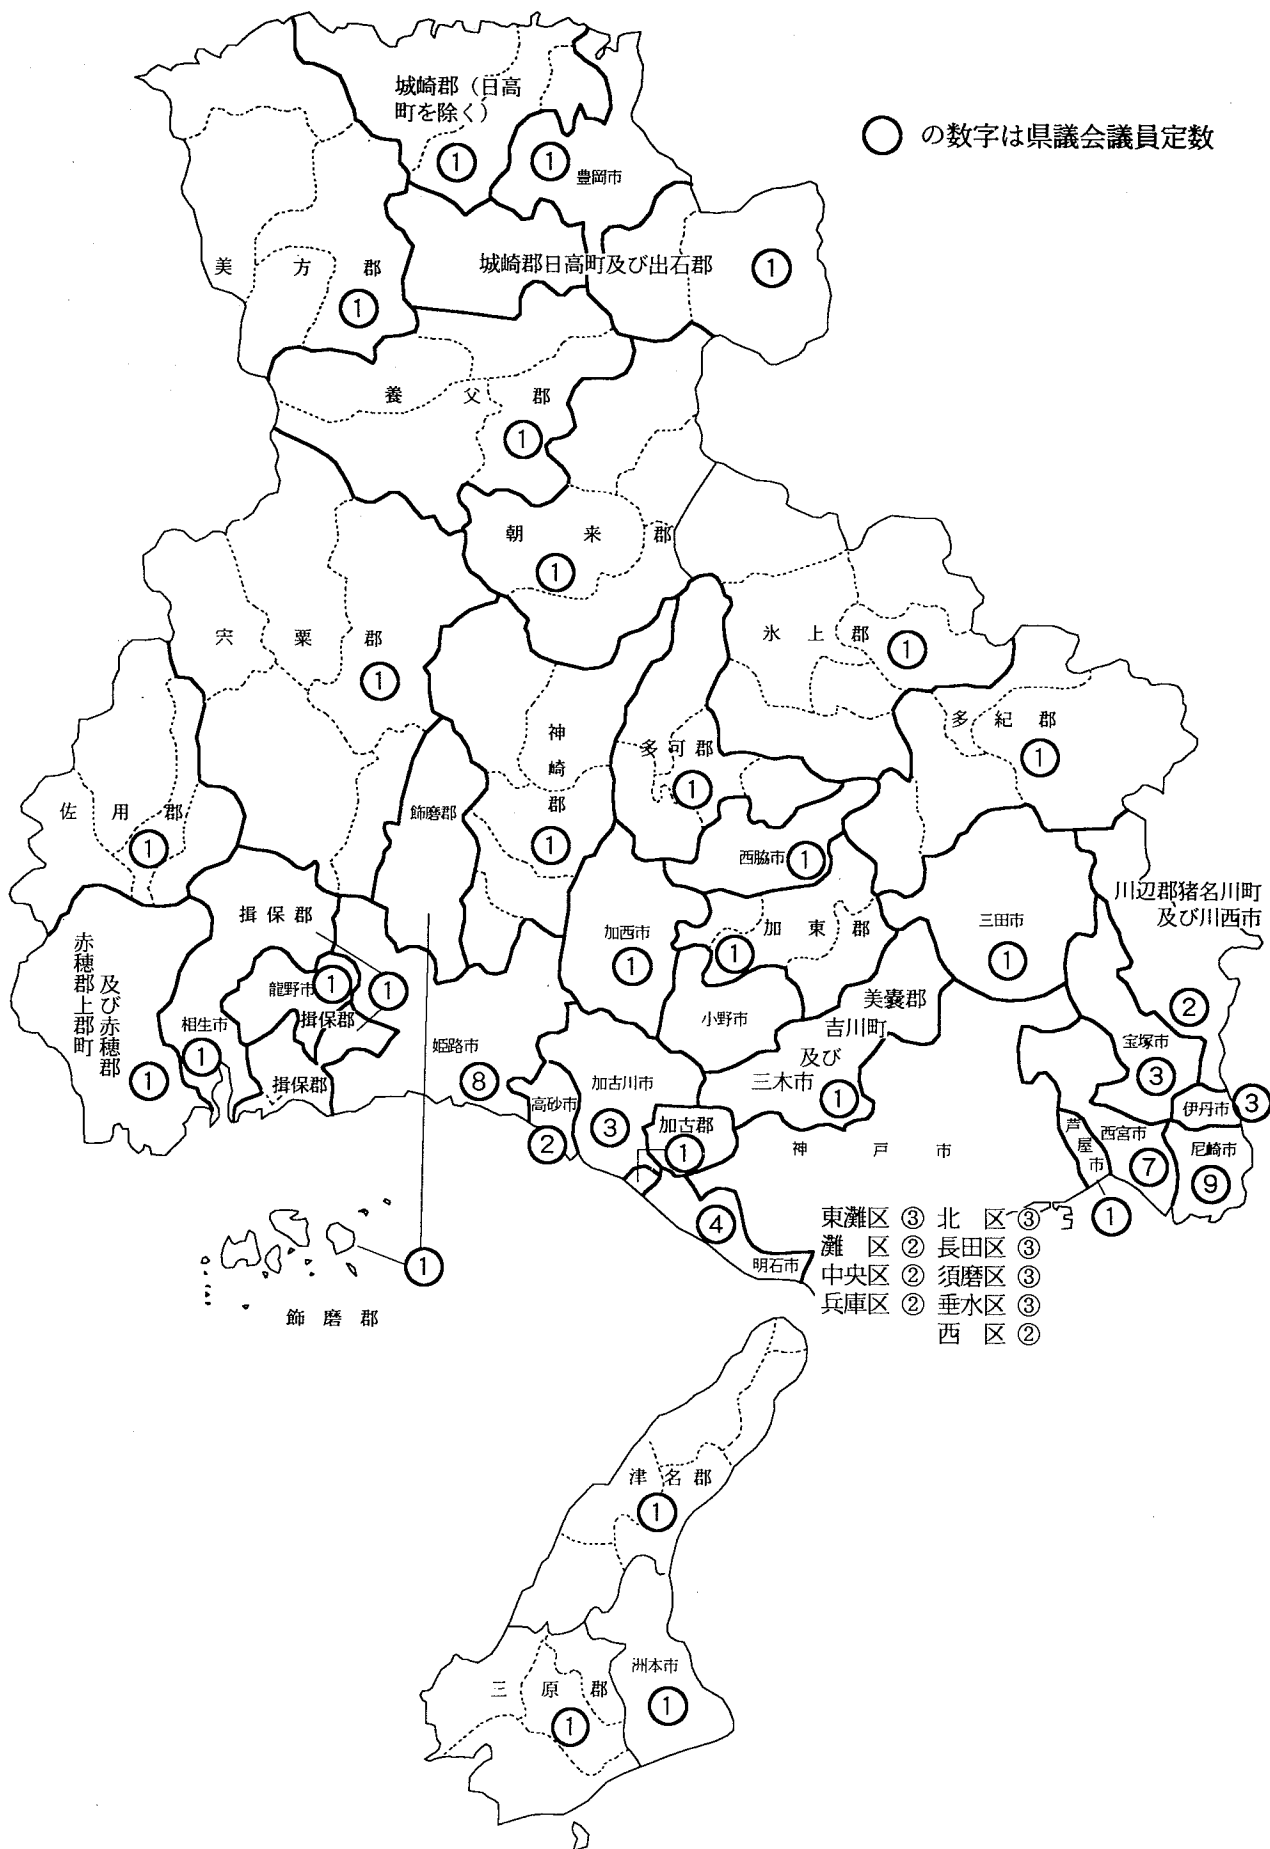 ○ の数字は県議会議員定数
城崎郡（日高
町を除く）
①
①
豊岡市
城崎郡日高町及び出石郡
①
美方郡
①
養父郡
①
朝来郡
①
宍粟郡
①
氷上郡
①
多紀郡
①
神崎郡
①
多可郡
①
佐用郡
①
飾磨郡
西脇市
①
川辺郡猪名川町
及び川西市
②
揖保郡
①
加西市
①
加東郡
①
三田市
①
赤穂郡上郡町
及び赤穂郡
①
龍野市
①
揖保郡
相生市
①
揖保郡
小野市
美嚢郡
吉川町
及び
三木市
①
姫路市
⑧
加古川市
③
高砂市
②
加古郡
①
宝塚市
③
伊丹市
③
神戸市
芦屋市
①
西宮市
⑦
尼崎市
⑨
④
明石市
東灘区 ③ 北区 ③
灘区 ② 長田区 ③
中央区 ② 須磨区 ③
兵庫区 ② 垂水区 ③
西区 ②
①
飾磨郡
津名郡
①
洲本市
①
三原郡
①